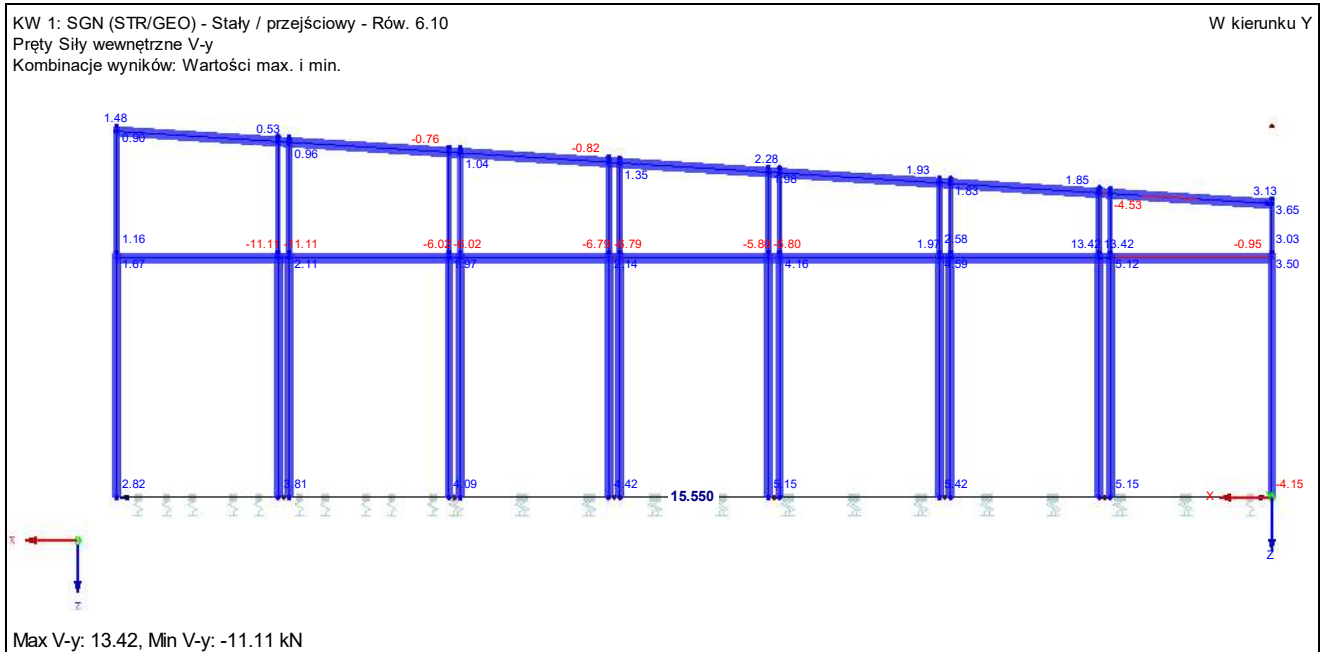 KW 1: SGN (STR/GEO) - Stały / przejściowy - Rów. 6.10 W kierunku Y
Pręty Siły wewnętrzne V-y
Kombinacje wyników: Wartości max. i min.
1.48
0.90 0.53
0.96 -0.76
1.04 -0.82
1.35 2.28
1.98 1.93
1.83 1.85
-4.53 3.13
3.65
1.16 -11.11 -11.11 -6.02 -6.02 -6.79 -6.79 -5.80 -5.80 1.97 2.58 13.42 13.42 -0.95 3.03
1.67 2.11 1.97 2.14 4.16 4.59 5.12 3.50
2.82 3.81 4.09 4.42 5.15 5.42 5.15 -4.15
15.550
X
Z
Max V-y: 13.42, Min V-y: -11.11 kN